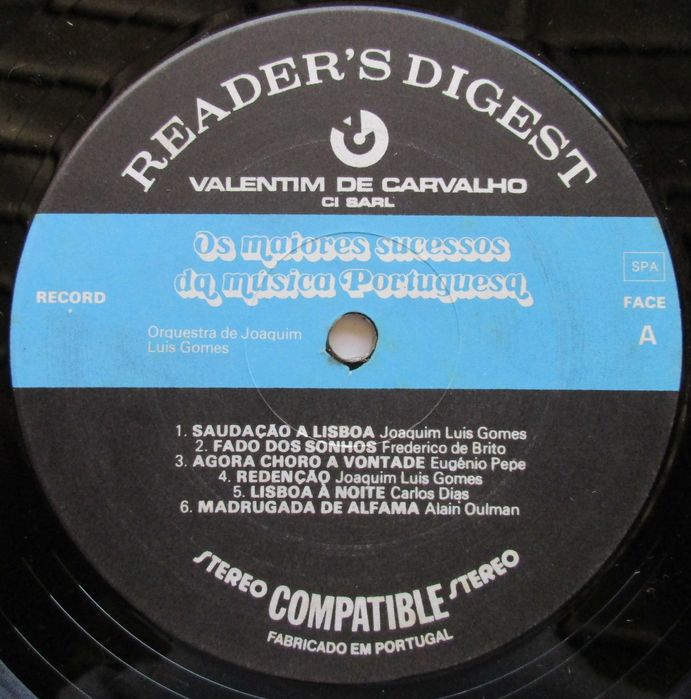 READER'S DIGEST
VALENTIM DE CARVALHO
CI SARL
Os maiores sucessos
da música Portuguesa
SPA
RECORD
FACE
A
Orquestra de Joaquim
Luis Gomes
1. SAUDAÇÃO A LISBOA Joaquim Luis Gomes
2. FADO DOS SONHOS Frederico de Brito
3. AGORA CHORO A VONTADE Eugênio Pepe
4. REDENÇÃO Joaquim Luis Gomes
5. LISBOA À NOITE Carlos Dias
6. MADRUGADA DE ALFAMA Alain Oulman
STEREO COMPATIBLE STEREO
FABRICADO EM PORTUGAL